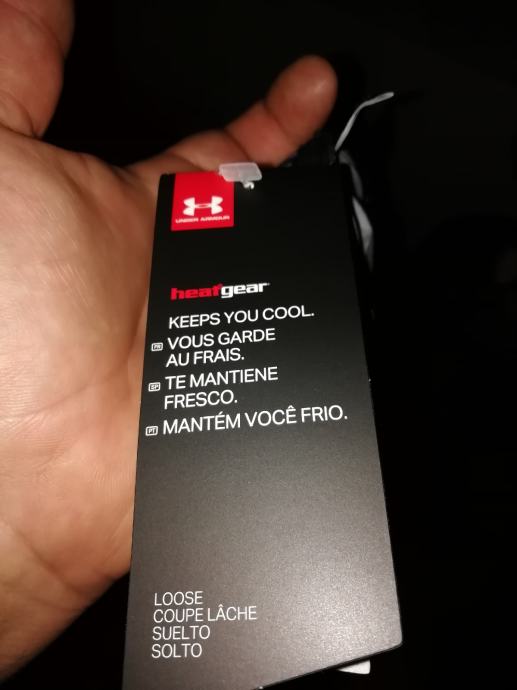 UNDER ARMOUR
heatgear
KEEPS YOU COOL.
FR VOUS GARDE
AU FRAIS.
SP TE MANTIENE
FRESCO.
PT MANTÉM VOCÊ FRIO.
LOOSE
COUPE LÂCHE
SUELTO
SOLTO